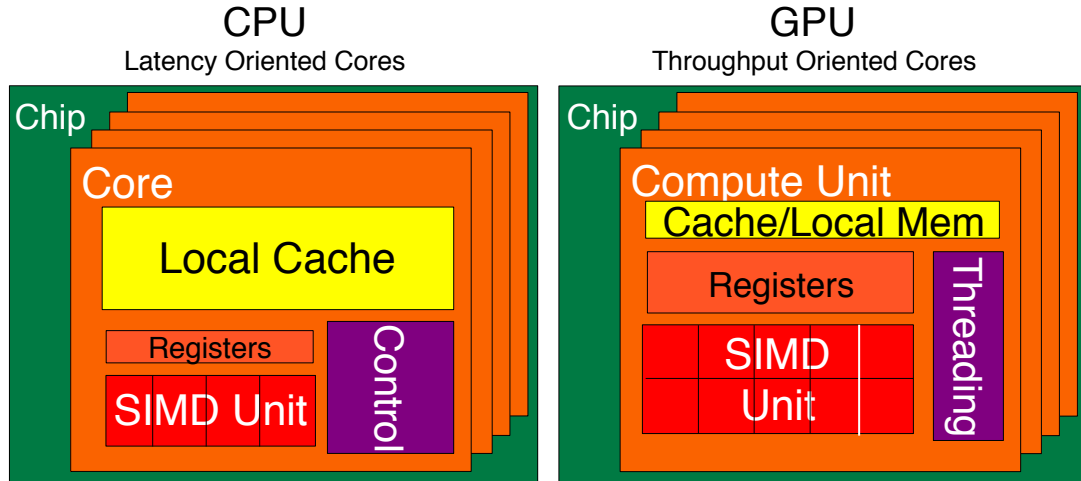 CPU
Latency Oriented Cores
Chip
Core
Local Cache
Registers
SIMD Unit
Control
GPU
Throughput Oriented Cores
Chip
Compute Unit
Cache/Local Mem
Registers
SIMD
Unit
Threading